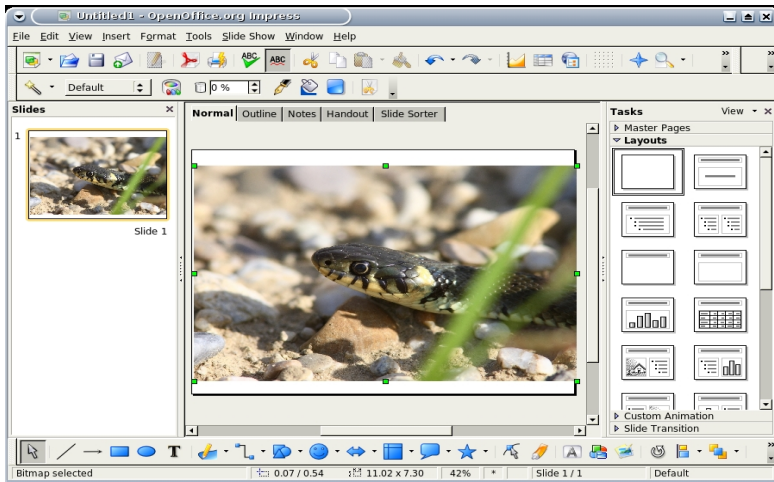 Untitled1 - OpenOffice.org Impress
File Edit View Insert Format Tools Slide Show Window Help
ABC ABC
Default 0 %
Slides
Normal Outline Notes Handout Slide Sorter
Tasks View
Master Pages
Layouts
1
Slide 1
Custom Animation
Slide Transition
T A
Bitmap selected 0.07 / 0.54 11.02 x 7.30 42% * Slide 1 / 1 Default